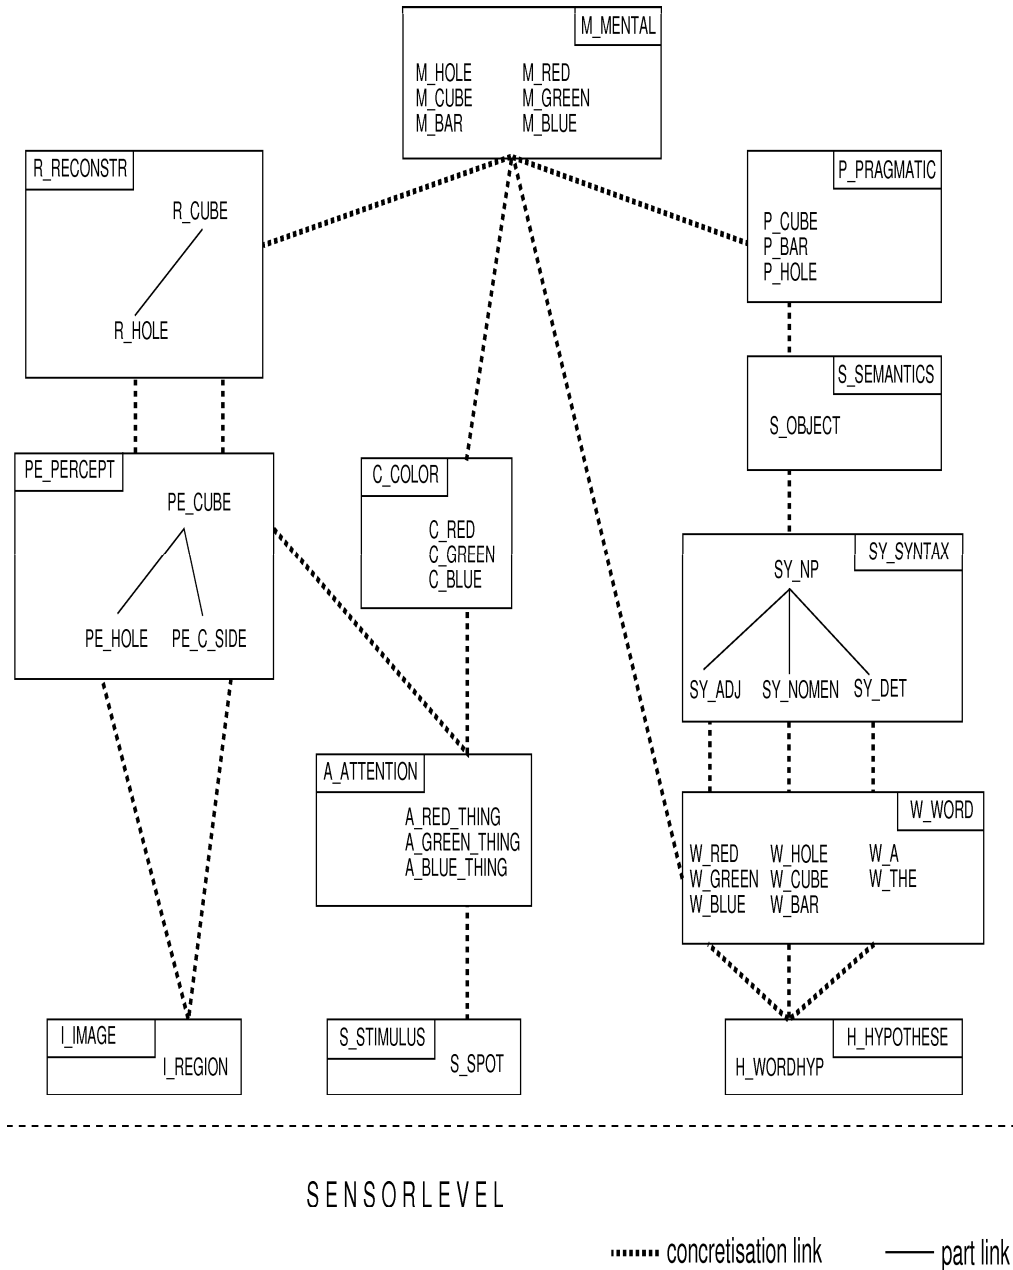 M_MENTAL
M_HOLE M_RED
M_CUBE M_GREEN
M_BAR M_BLUE
R_RECONSTR
R_CUBE
R_HOLE
P_PRAGMATIC
P_CUBE
P_BAR
P_HOLE
S_SEMANTICS
S_OBJECT
PE_PERCEPT
PE_CUBE
PE_HOLE PE_C_SIDE
C_COLOR
C_RED
C_GREEN
C_BLUE
SY_SYNTAX
SY_NP
SY_ADJ SY_NOMEN SY_DET
A_ATTENTION
A_RED_THING
A_GREEN_THING
A_BLUE_THING
W_WORD
W_RED W_HOLE W_A
W_GREEN W_CUBE W_THE
W_BLUE W_BAR
I_IMAGE
I_REGION
S_STIMULUS
S_SPOT
H_HYPOTHESE
H_WORDHYP
SENSORLEVEL
concretisation link part link